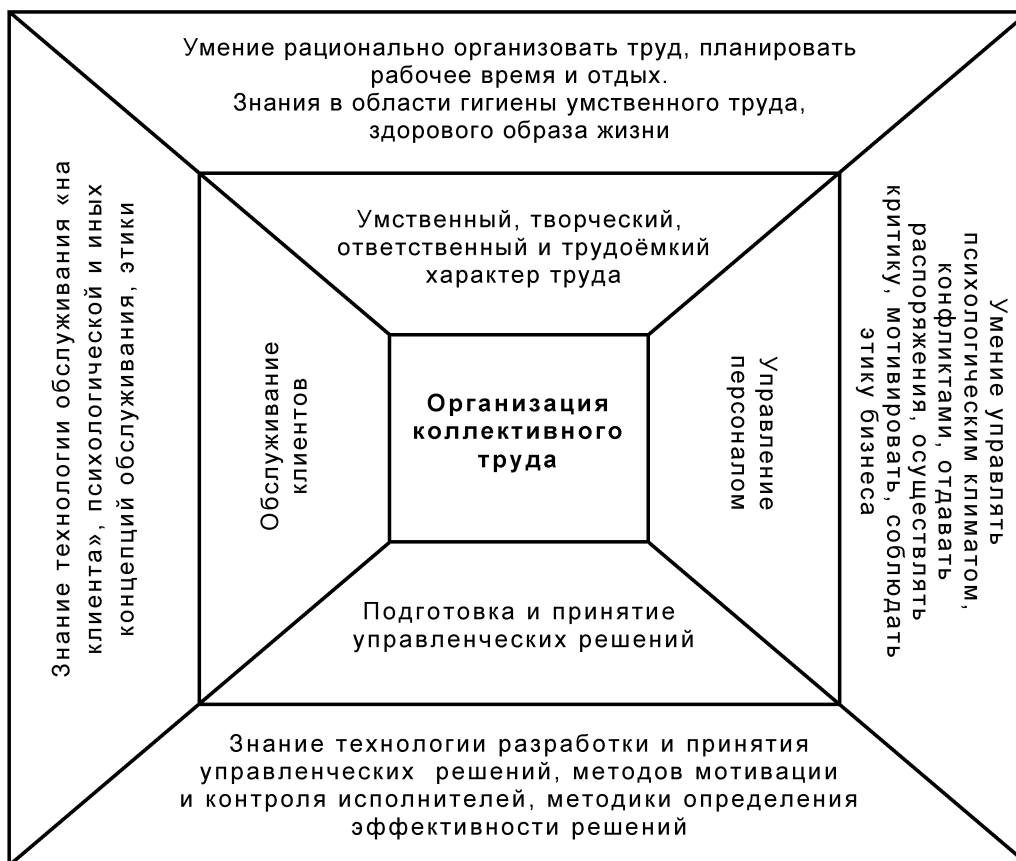 Умение рационально организовать труд, планировать
рабочее время и отдых.
Знания в области гигиены умственного труда,
здорового образа жизни
Умственный, творческий,
ответственный и трудоёмкий
характер труда
Знание технологии обслуживания «на
клиента», психологической и иных
концепций обслуживания, этики
Обслуживание
клиентов
Организация
коллективного
труда
Управление
персоналом
Умение управлять
психологическим климатом,
конфликтами, отдавать
распоряжения, осуществлять
критику, мотивировать, соблюдать
этику бизнеса
Подготовка и принятие
управленческих решений
Знание технологии разработки и принятия
управленческих решений, методов мотивации
и контроля исполнителей, методики определения
эффективности решений